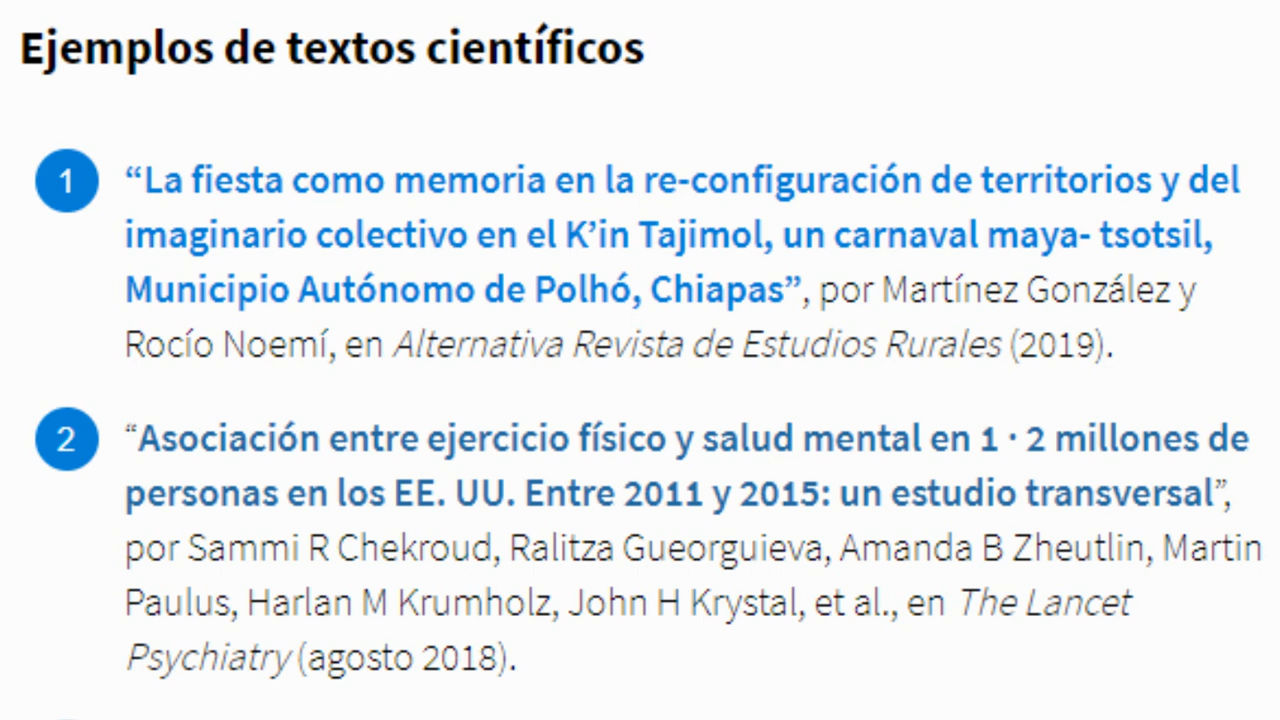 Ejemplos de textos científicos
1 “La fiesta como memoria en la re-configuración de territorios y del
imaginario colectivo en el K’in Tajimol, un carnaval maya- tsotsil,
Municipio Autónomo de Polhó, Chiapas”, por Martínez González y
Rocío Noemí, en Alternativa Revista de Estudios Rurales (2019).
2 “Asociación entre ejercicio físico y salud mental en 1 · 2 millones de
personas en los EE. UU. Entre 2011 y 2015: un estudio transversal”,
por Sammi R Chekroud, Ralitza Gueorguieva, Amanda B Zheutlin, Martin
Paulus, Harlan M Krumholz, John H Krystal, et al., en The Lancet
Psychiatry (agosto 2018).